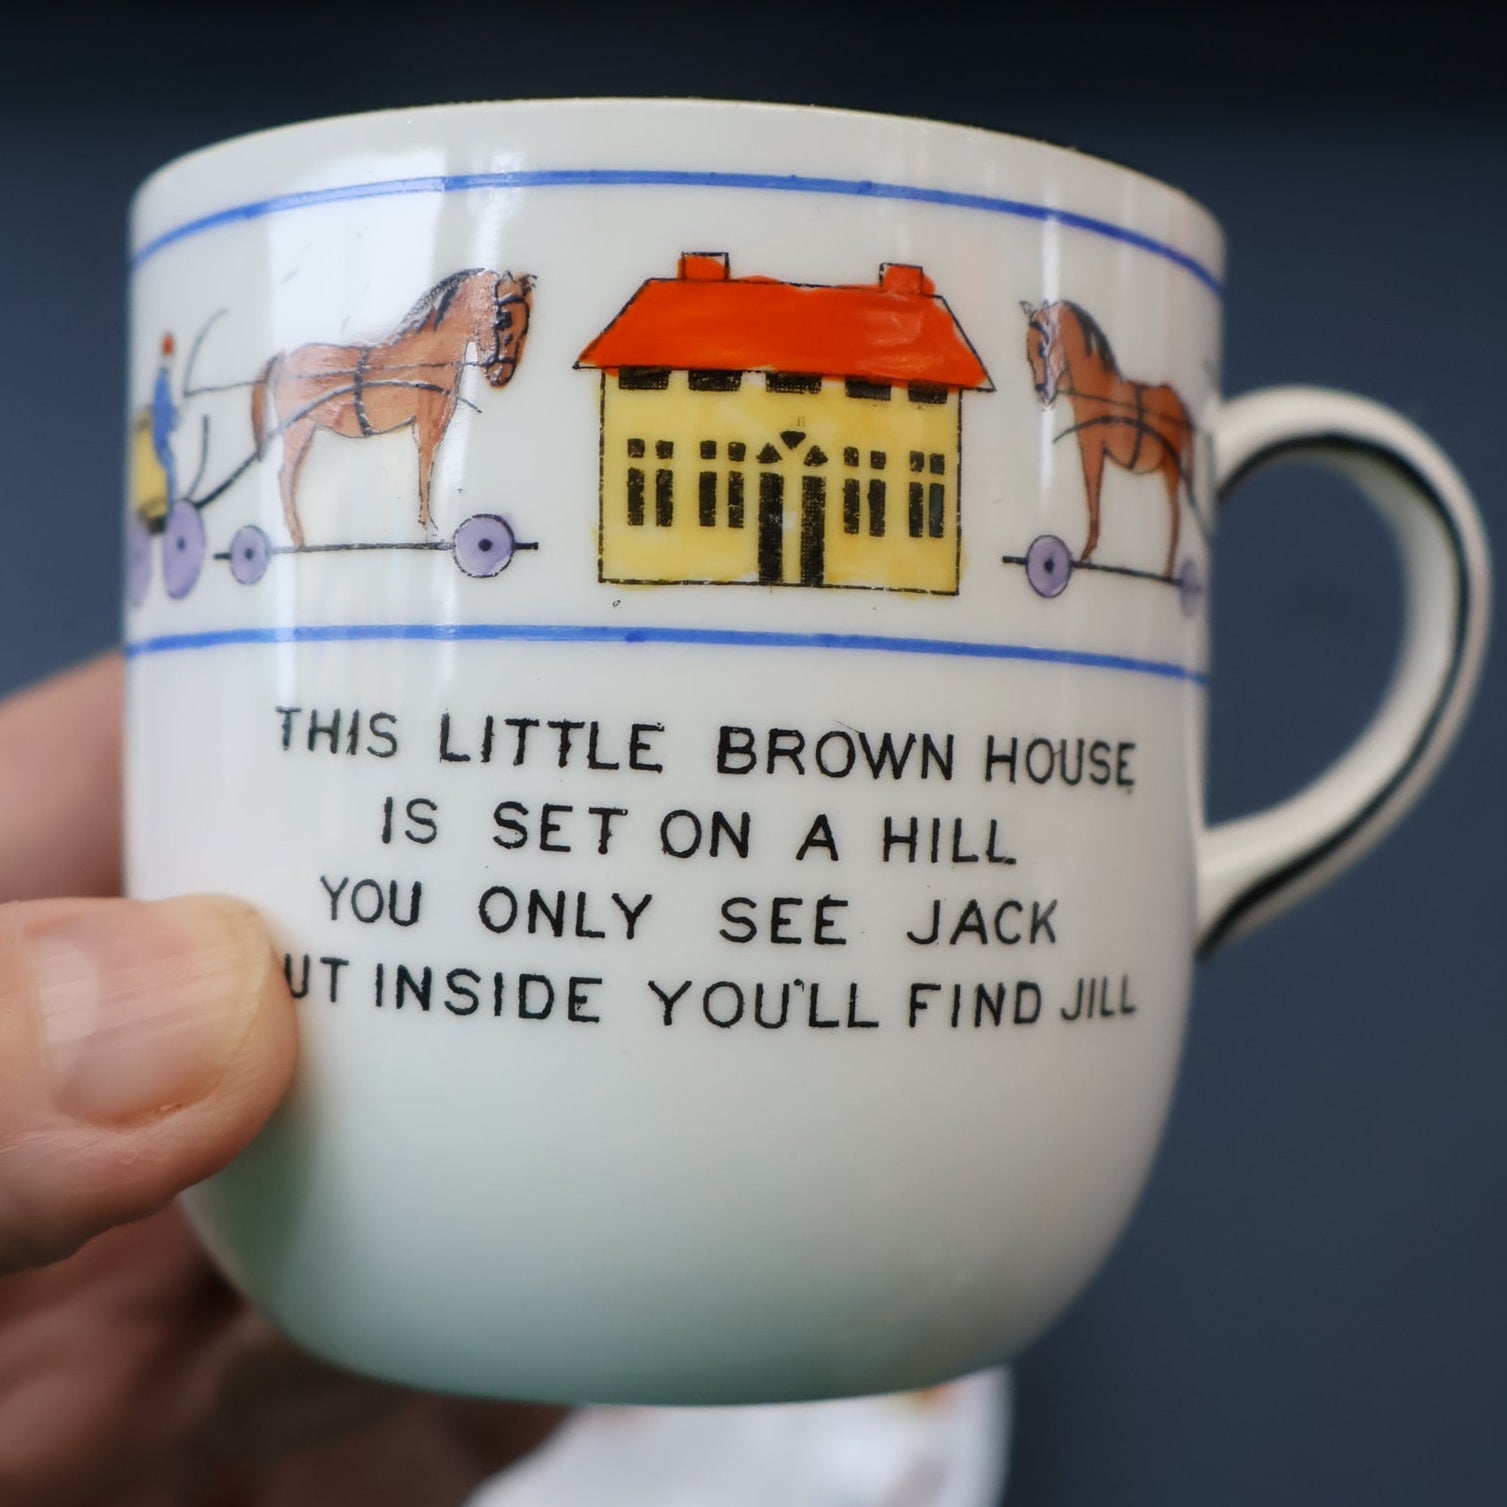 THIS LITTLE BROWN HOUSE
IS SET ON A HILL
YOU ONLY SEE JACK
UT INSIDE YOU'LL FIND JILL